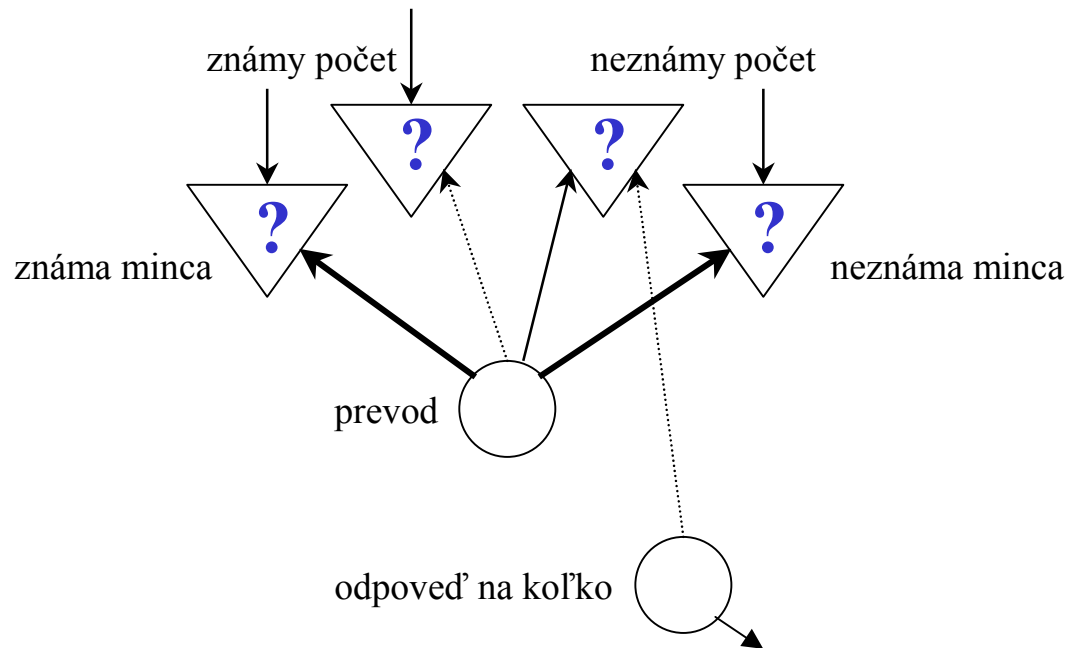 známy počet
neznámy počet
?
?
?
?
známa minca
neznáma minca
prevod
odpoveď na koľko